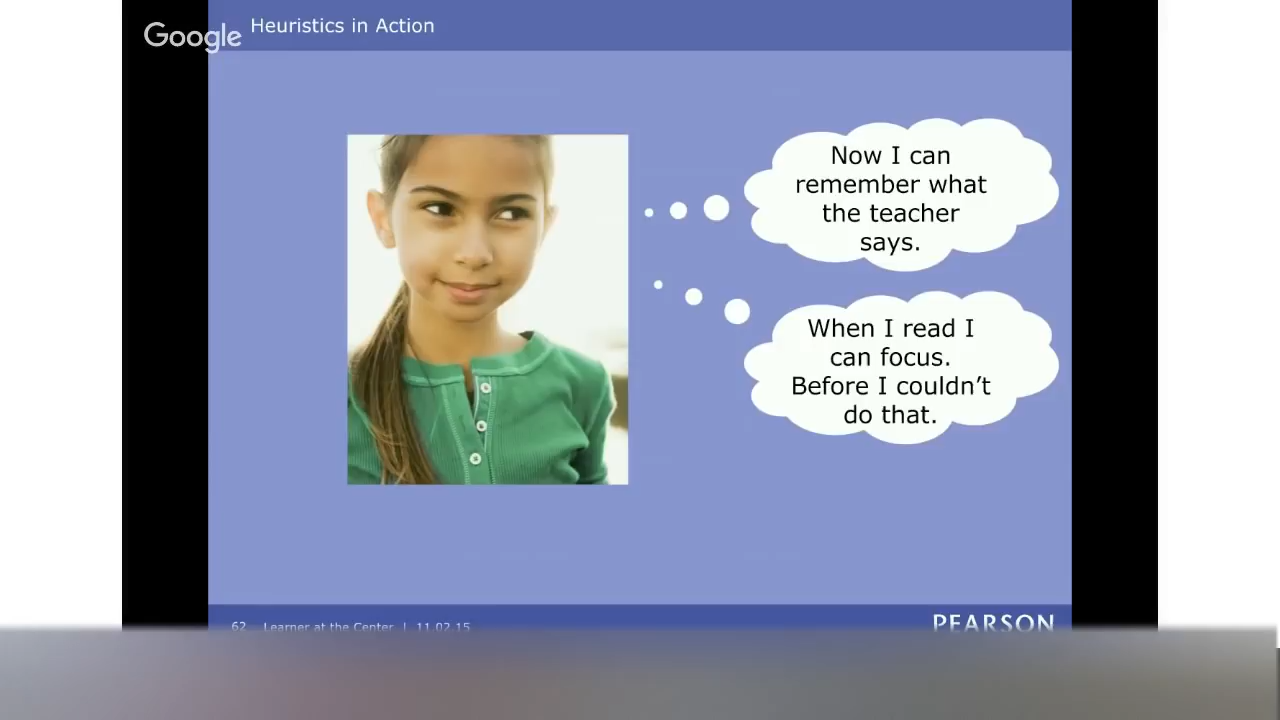 Google
Heuristics in Action
Now I can
remember what
the teacher
says.
When I read I
can focus.
Before I couldn’t
do that.
62 Learner at the Center | 11.02.15
PEARSON